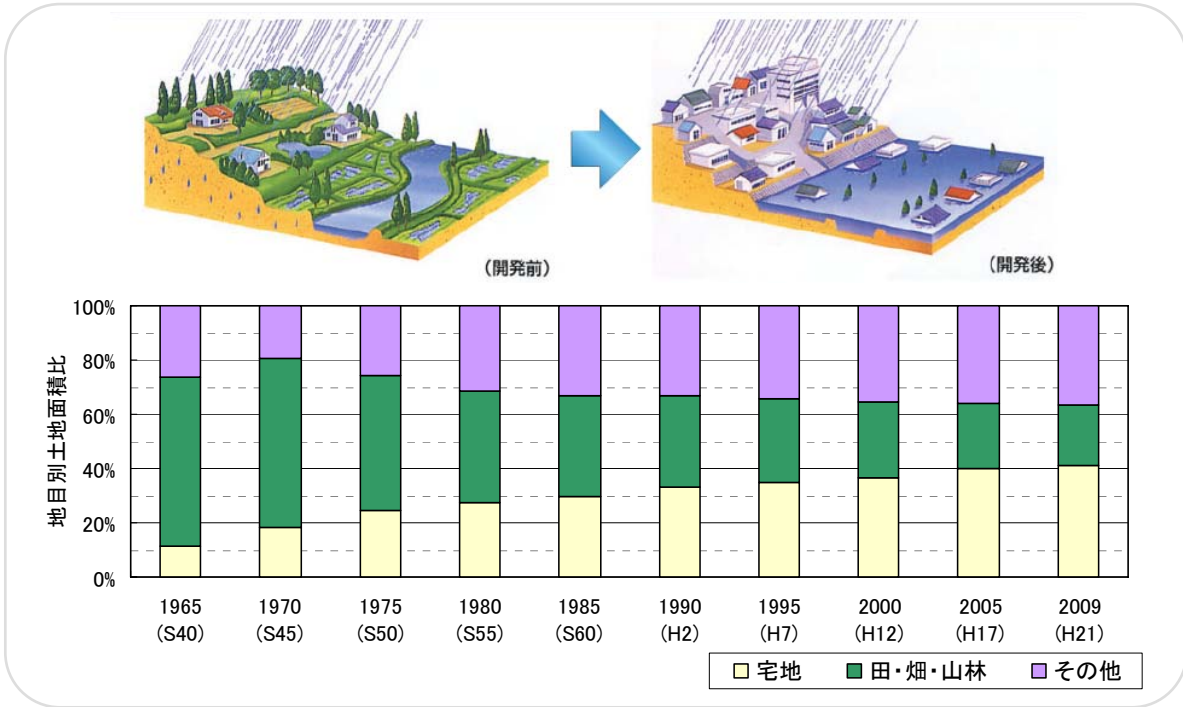 (開発前)
(開発後)
地目別土地面積比
100%
80%
60%
40%
20%
0%
1965 1970 1975 1980 1985 1990 1995 2000 2005 2009
(S40) (S45) (S50) (S55) (S60) (H2) (H7) (H12) (H17) (H21)
宅地 田・畑・山林 その他